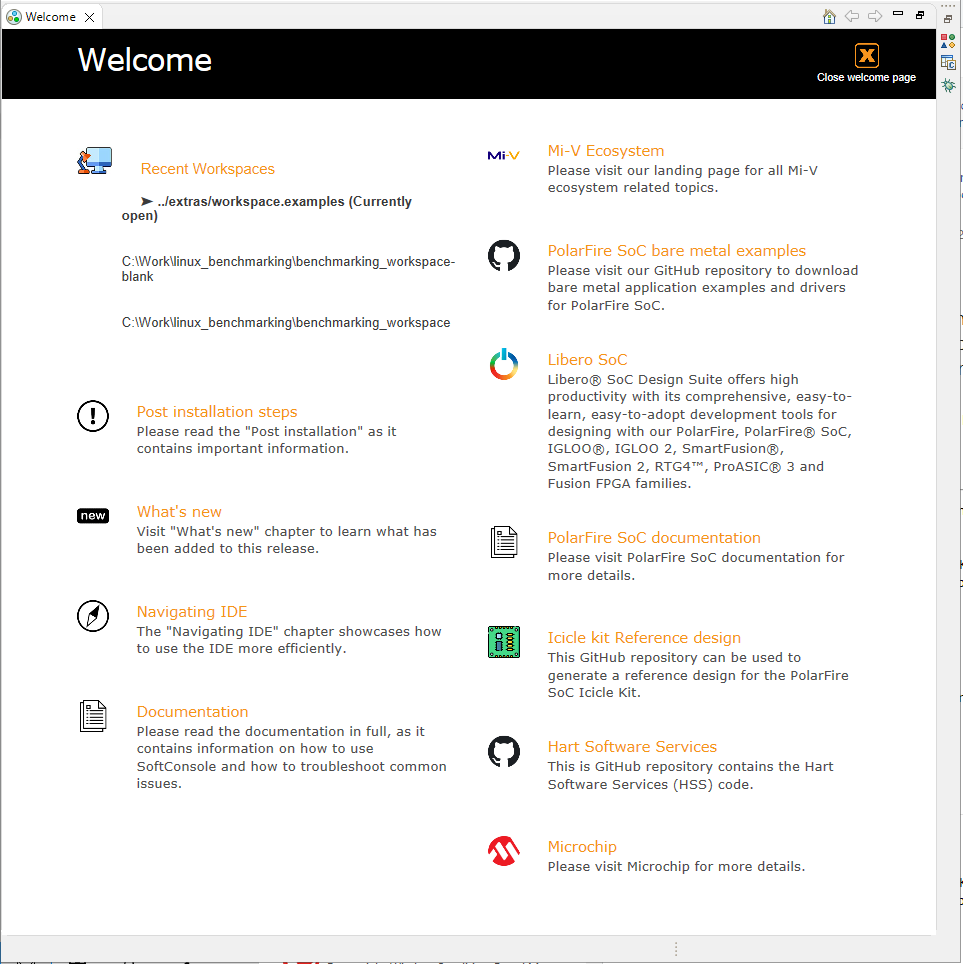 Welcome
Welcome
Close welcome page
Recent Workspaces
➤ ../extras/workspace.examples (Currently
open)
C:\Work\linux_benchmarking\benchmarking_workspace-
blank
C:\Work\linux_benchmarking\benchmarking_workspace
Post installation steps
Please read the "Post installation" as it
contains important information.
new
What's new
Visit "What's new" chapter to learn what has
been added to this release.
Navigating IDE
The "Navigating IDE" chapter showcases how
to use the IDE more efficiently.
Documentation
Please read the documentation in full, as it
contains information on how to use
SoftConsole and how to troubleshoot common
issues.
Mi-V
Mi-V Ecosystem
Please visit our landing page for all Mi-V
ecosystem related topics.
PolarFire SoC bare metal examples
Please visit our GitHub repository to download
bare metal application examples and drivers
for PolarFire SoC.
Libero SoC
Libero® SoC Design Suite offers high
productivity with its comprehensive, easy-to-
learn, easy-to-adopt development tools for
designing with our PolarFire, PolarFire® SoC,
IGLOO®, IGLOO 2, SmartFusion®,
SmartFusion 2, RTG4™, ProASIC® 3 and
Fusion FPGA families.
PolarFire SoC documentation
Please visit PolarFire SoC documentation for
more details.
Icicle kit Reference design
This GitHub repository can be used to
generate a reference design for the PolarFire
SoC Icicle Kit.
Hart Software Services
This is GitHub repository contains the Hart
Software Services (HSS) code.
Microchip
Please visit Microchip for more details.